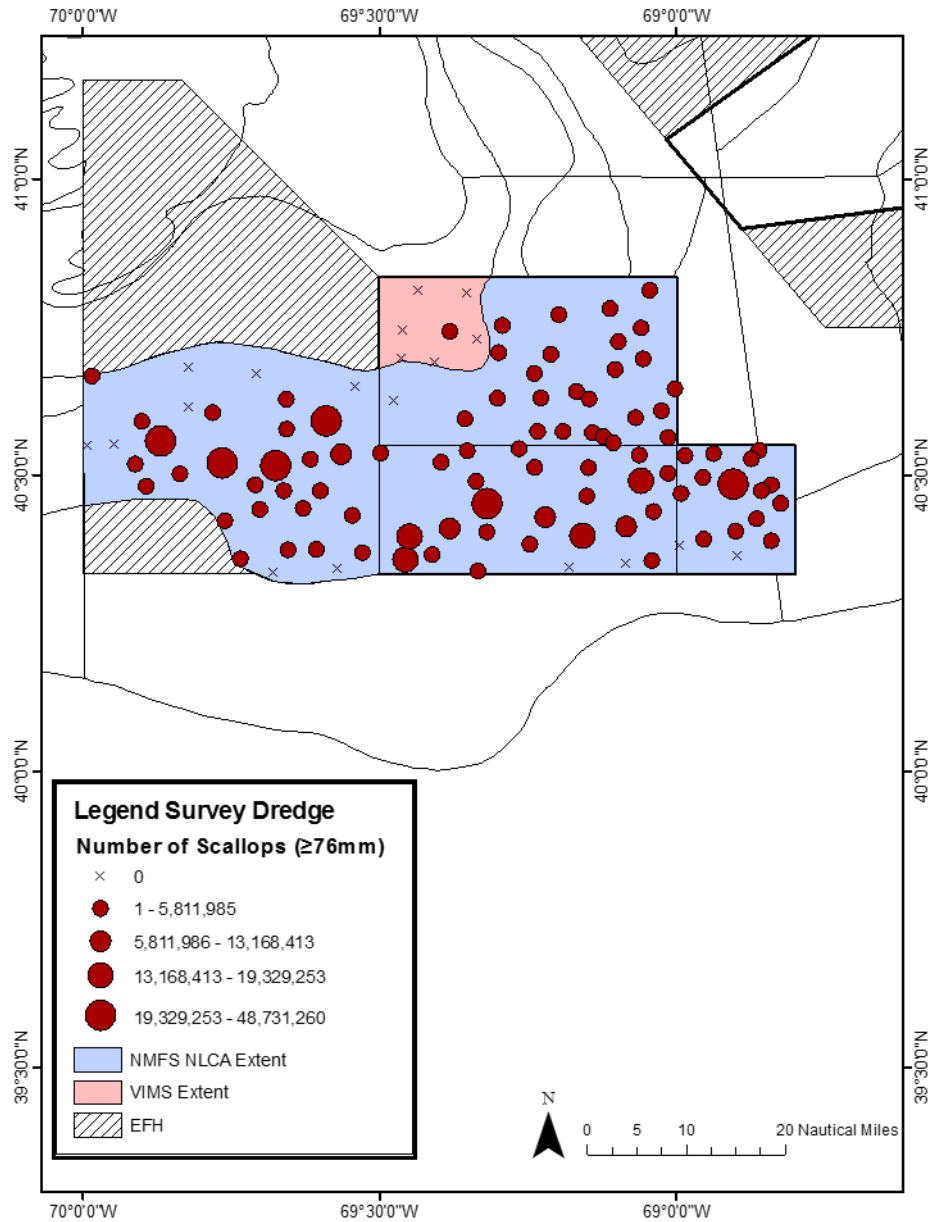 70°0'0"W 69°30'0"W 69°0'0"W
41°0'0"N 41°0'0"N
40°30'0"N 40°30'0"N
40°0'0"N 40°0'0"N
39°30'0"N 39°30'0"N
Legend Survey Dredge
Number of Scallops (≥76mm)
0
1 - 5,811,985
5,811,986 - 13,168,413
13,168,413 - 19,329,253
19,329,253 - 48,731,260
NMFS NLCA Extent
VIMS Extent
EFH
N
0 5 10 20 Nautical Miles
70°0'0"W 69°30'0"W 69°0'0"W